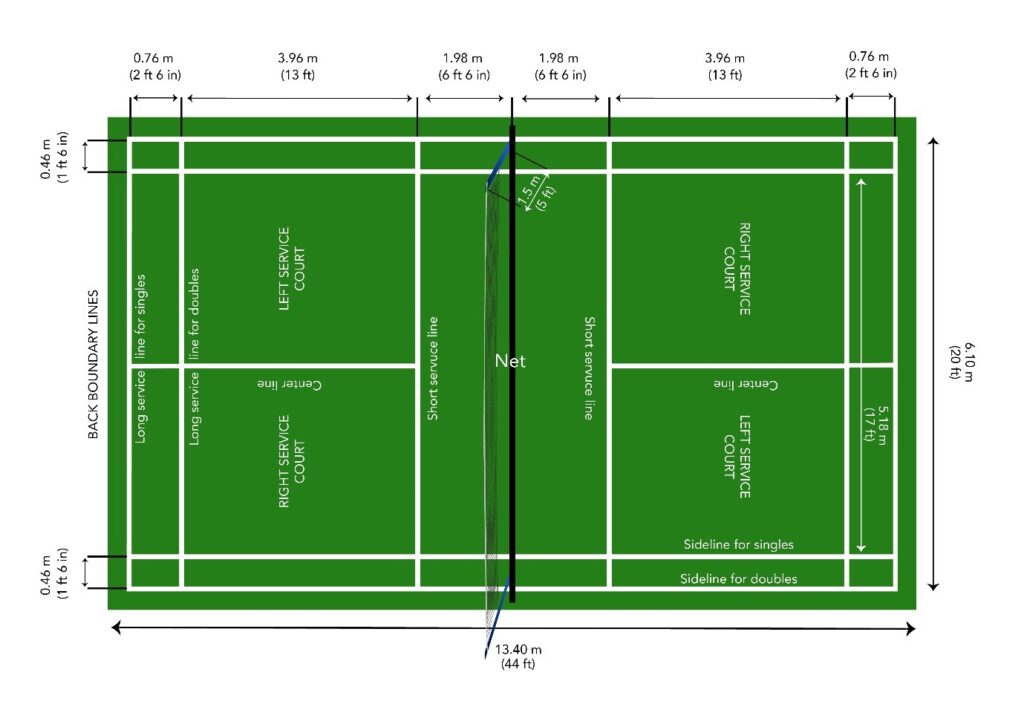 0.76 m
(2 ft 6 in)
3.96 m
(13 ft)
1.98 m
(6 ft 6 in)
1.98 m
(6 ft 6 in)
3.96 m
(13 ft)
0.76 m
(2 ft 6 in)
0.46 m
(1 ft 6 in)
1.5 m
(5 ft)
LEFT SERVICE
COURT
RIGHT SERVICE
COURT
BACK BOUNDARY LINES
Long service line for singles
Long service line for doubles
Short servuce line
Net
Short servuce line
Center line
Center line
6.10 m
(20 ft)
5.18 m
(17 ft)
RIGHT SERVICE
COURT
LEFT SERVICE
COURT
Sideline for singles
Sideline for doubles
0.46 m
(1 ft 6 in)
13.40 m
(44 ft)